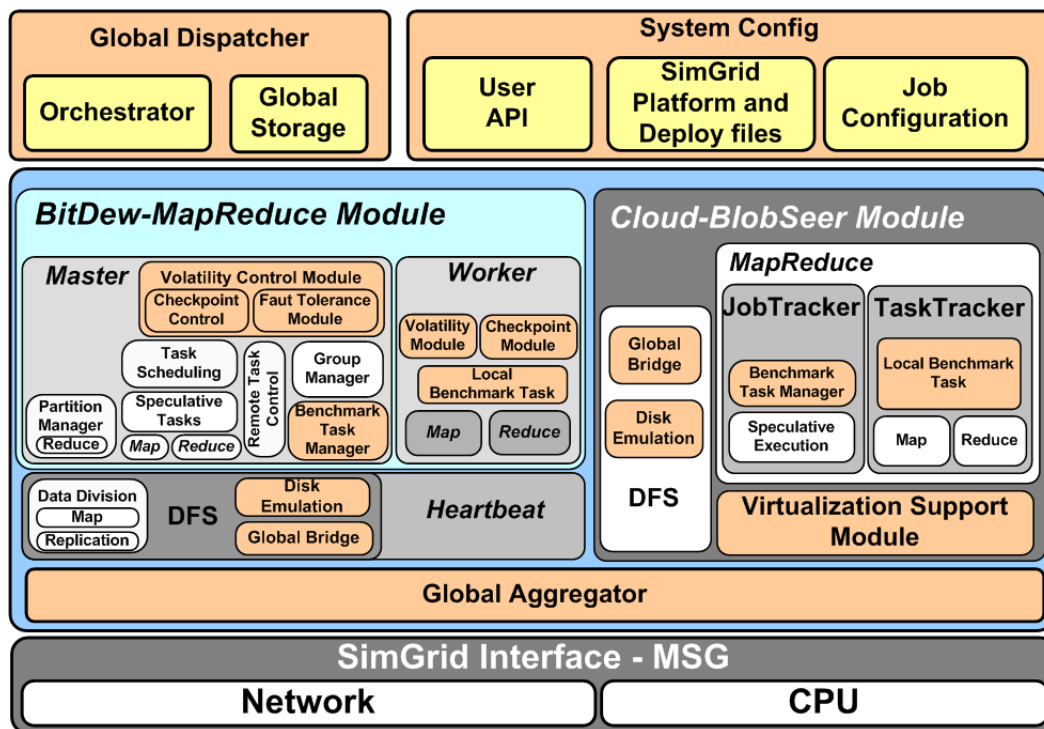 Global Dispatcher
Orchestrator
Global
Storage
System Config
User
API
SimGrid
Platform and
Deploy files
Job
Configuration
BitDew-MapReduce Module
Master
Volatility Control Module
Checkpoint
Control
Faut Tolerance
Module
Task
Scheduling
Speculative
Tasks
Map
Reduce
Partition
Manager
Reduce
Remote Task
Control
Group
Manager
Benchmark
Task
Manager
Worker
Volatility
Module
Checkpoint
Module
Local
Benchmark Task
Map
Reduce
Data Division
Map
Replication
DFS
Disk
Emulation
Global Bridge
Heartbeat
Cloud-BlobSeer Module
Global
Bridge
Disk
Emulation
DFS
MapReduce
JobTracker
Benchmark
Task Manager
Speculative
Execution
TaskTracker
Local Benchmark
Task
Map
Reduce
Virtualization Support
Module
Global Aggregator
SimGrid Interface - MSG
Network
CPU